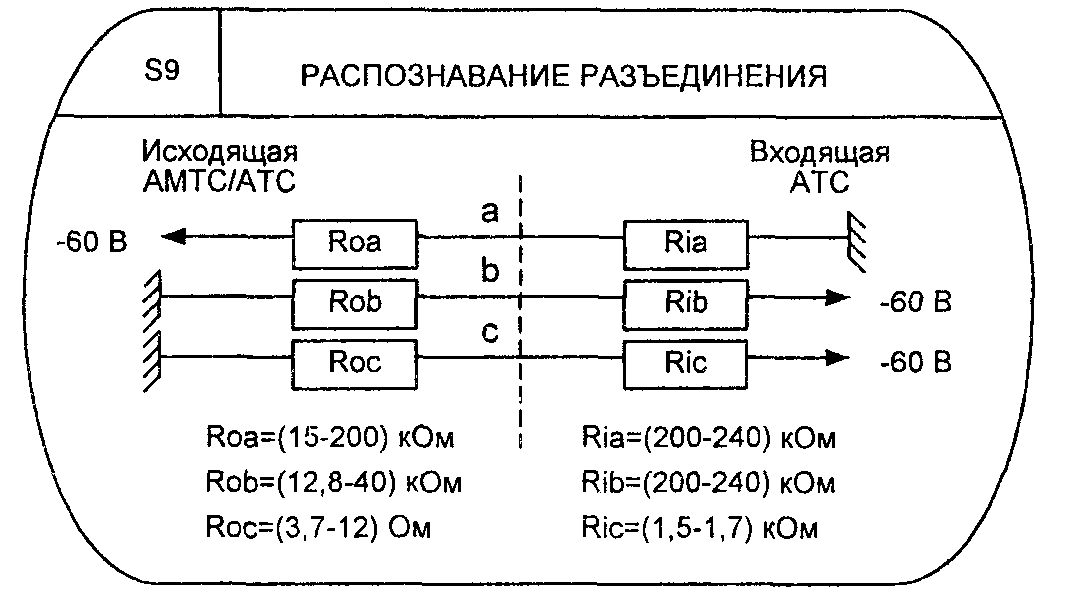 S9
РАСПОЗНАВАНИЕ РАЗЪЕДИНЕНИЯ
Исходящая
АМТС/АТС
Входящая
АТС
a
-60 В
Roa
Ria
b
Rob
Rib
-60 В
c
Roc
Ric
-60 В
Roa=(15-200) кОм
Ria=(200-240) кОм
Rob=(12,8-40) кОм
Rib=(200-240) кОм
Roc=(3,7-12) Ом
Ric=(1,5-1,7) кОм